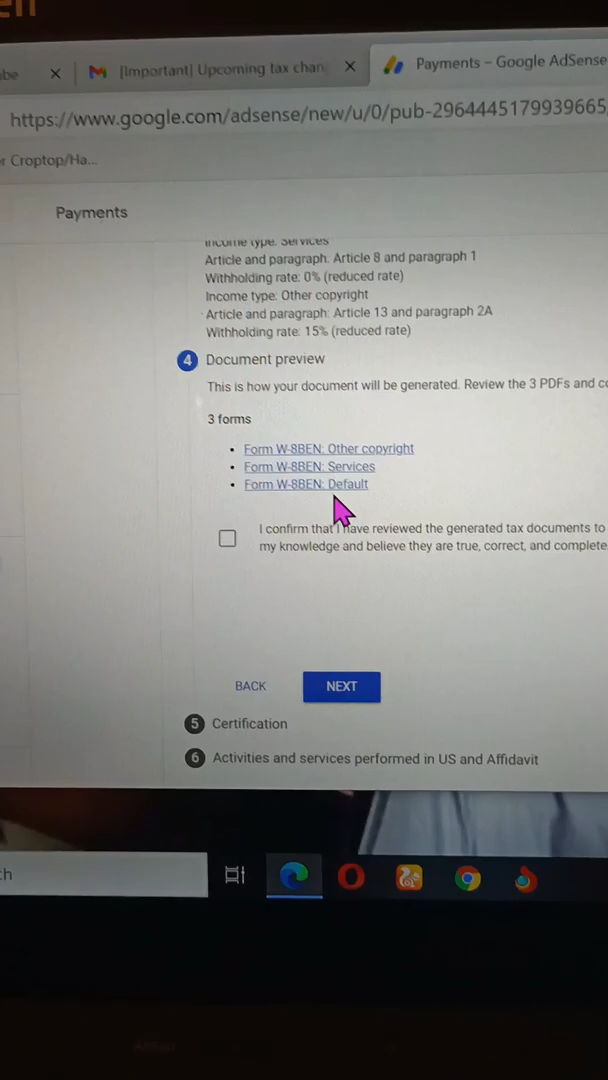 [Important] Upcoming tax chan
Payments – Google AdSense
https://www.google.com/adsense/new/u/0/pub-2964445179939665/
r Croptop/Ha...
Payments
Income type: Services
Article and paragraph: Article 8 and paragraph 1
Withholding rate: 0% (reduced rate)
Income type: Other copyright
Article and paragraph: Article 13 and paragraph 2A
Withholding rate: 15% (reduced rate)
4 Document preview
This is how your document will be generated. Review the 3 PDFs and co
3 forms
• Form W-8BEN: Other copyright
• Form W-8BEN: Services
• Form W-8BEN: Default
I confirm that I have reviewed the generated tax documents to
my knowledge and believe they are true, correct, and complete.
BACK
NEXT
5 Certification
6 Activities and services performed in US and Affidavit